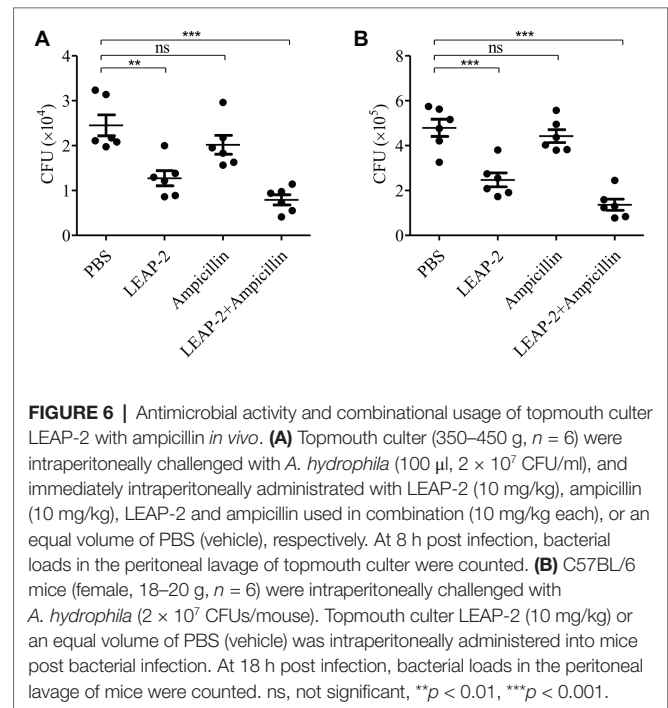 A
B
***
ns
**
***
ns
***
CFU (×10⁴)
4
3
2
1
0
CFU (×10⁵)
8
6
4
2
0
PBS
LEAP-2
Ampicillin
LEAP-2+Ampicillin
PBS
LEAP-2
Ampicillin
LEAP-2+Ampicillin
FIGURE 6 | Antimicrobial activity and combinational usage of topmouth culter
LEAP-2 with ampicillin in vivo. (A) Topmouth culter (350–450 g, n = 6) were
intraperitoneally challenged with A. hydrophila (100 μl, 2 × 10⁷ CFU/ml), and
immediately intraperitoneally administrated with LEAP-2 (10 mg/kg), ampicillin
(10 mg/kg), LEAP-2 and ampicillin used in combination (10 mg/kg each), or an
equal volume of PBS (vehicle), respectively. At 8 h post infection, bacterial
loads in the peritoneal lavage of topmouth culter were counted. (B) C57BL/6
mice (female, 18–20 g, n = 6) were intraperitoneally challenged with
A. hydrophila (2 × 10⁷ CFUs/mouse). Topmouth culter LEAP-2 (10 mg/kg) or
an equal volume of PBS (vehicle) was intraperitoneally administered into mice
post bacterial infection. At 18 h post infection, bacterial loads in the peritoneal
lavage of mice were counted. ns, not significant, **p < 0.01, ***p < 0.001.